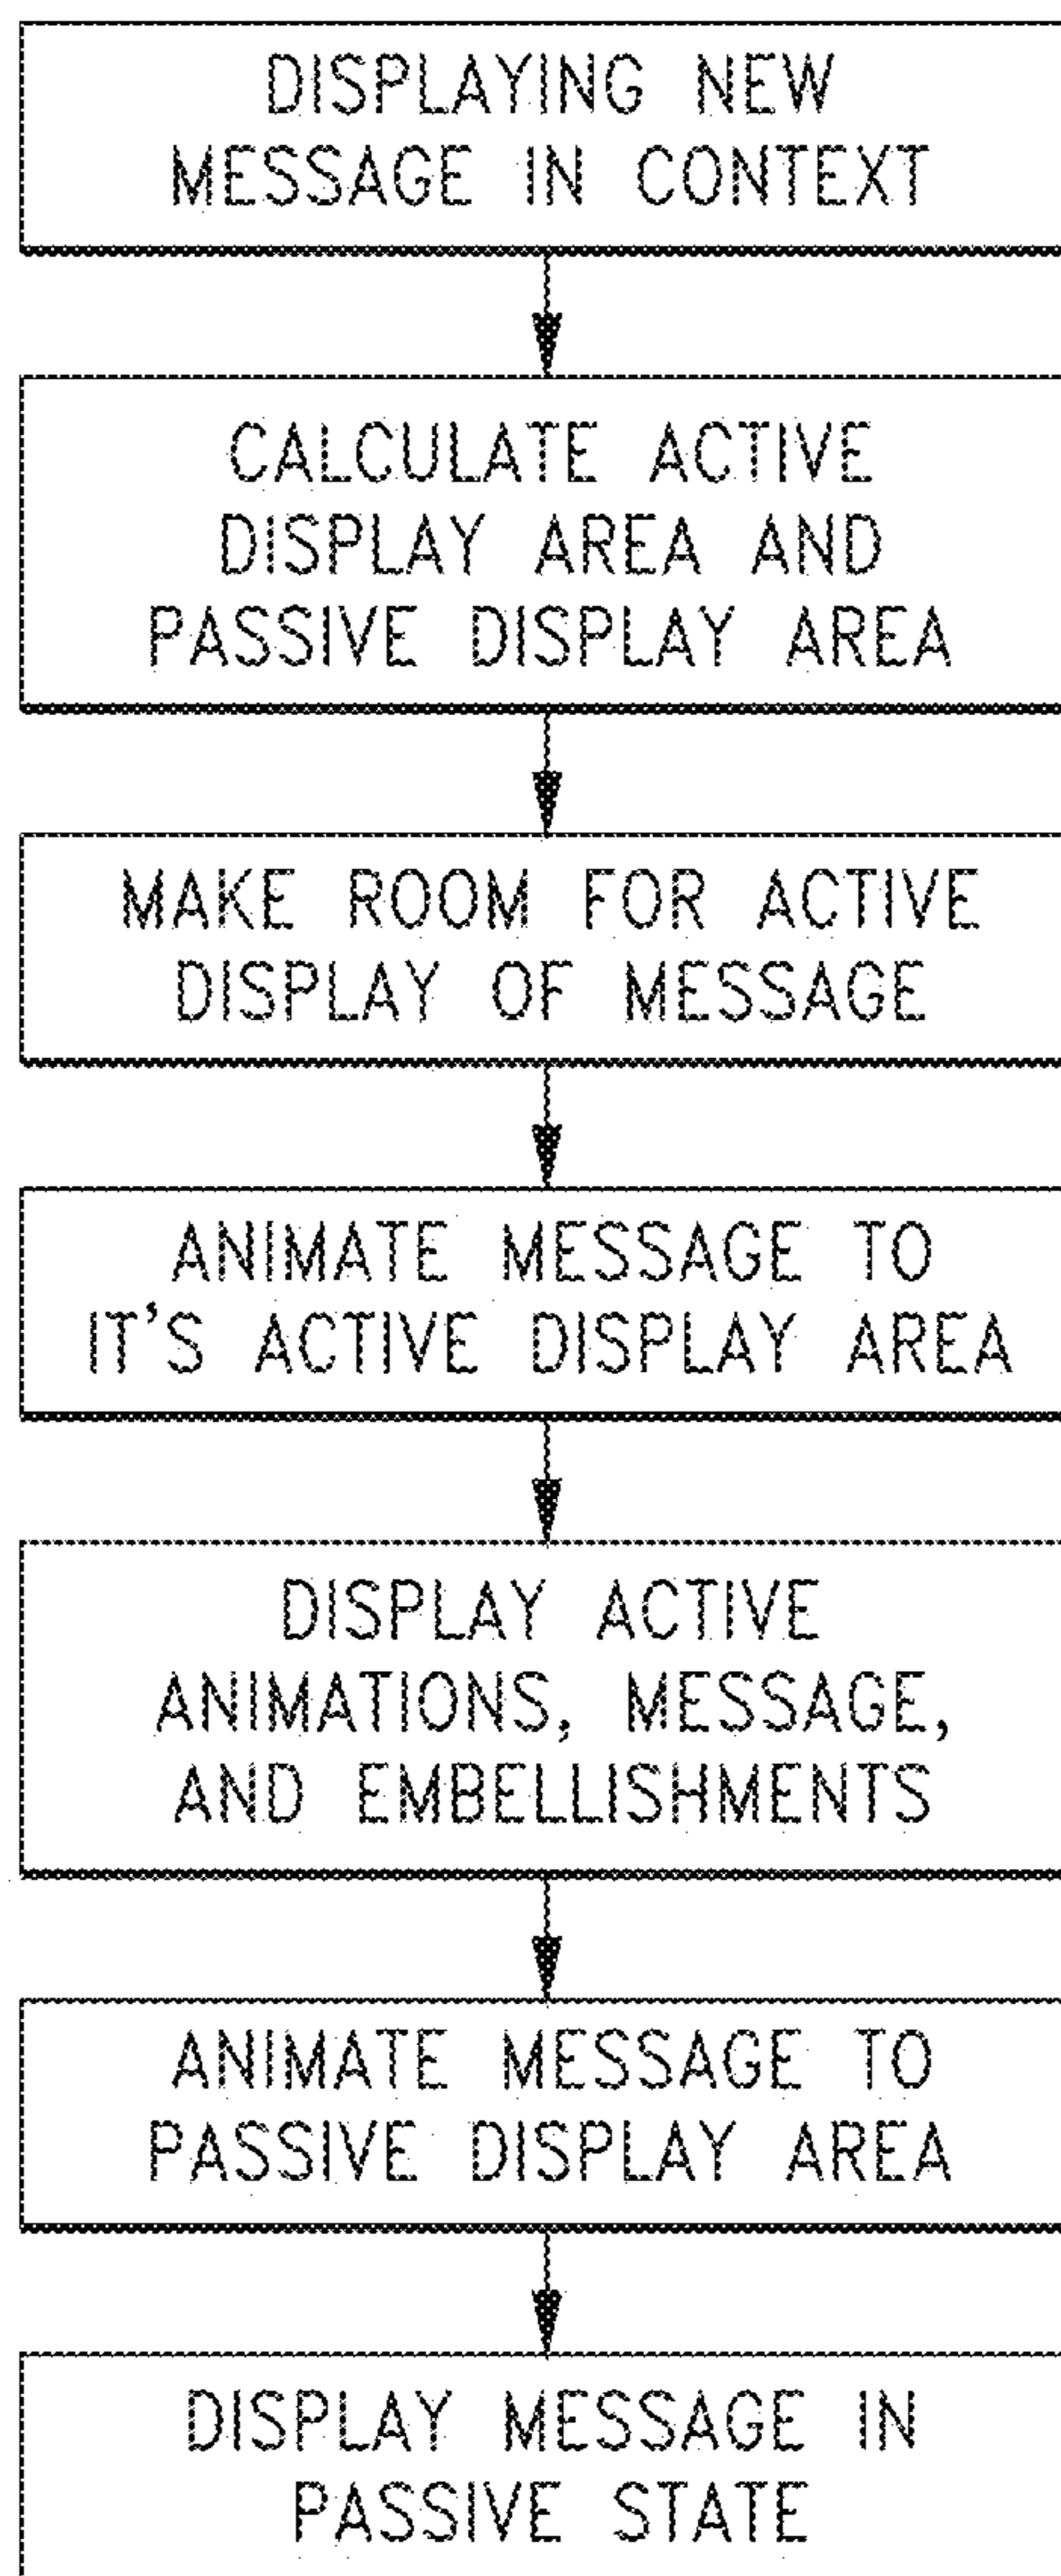 DISPLAYING NEW
MESSAGE IN CONTEXT
CALCULATE ACTIVE
DISPLAY AREA AND
PASSIVE DISPLAY AREA
MAKE ROOM FOR ACTIVE
DISPLAY OF MESSAGE
ANIMATE MESSAGE TO
IT'S ACTIVE DISPLAY AREA
DISPLAY ACTIVE
ANIMATIONS, MESSAGE,
AND EMBELLISHMENTS
ANIMATE MESSAGE TO
PASSIVE DISPLAY AREA
DISPLAY MESSAGE IN
PASSIVE STATE